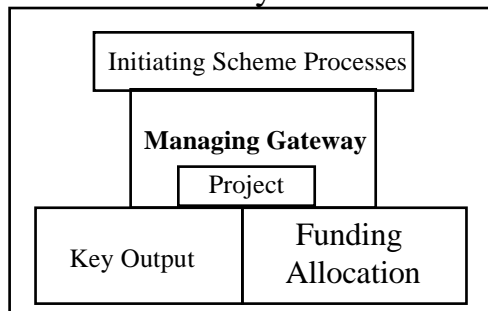 Initiating Scheme Processes
Managing Gateway
Project
Key Output
Funding
Allocation